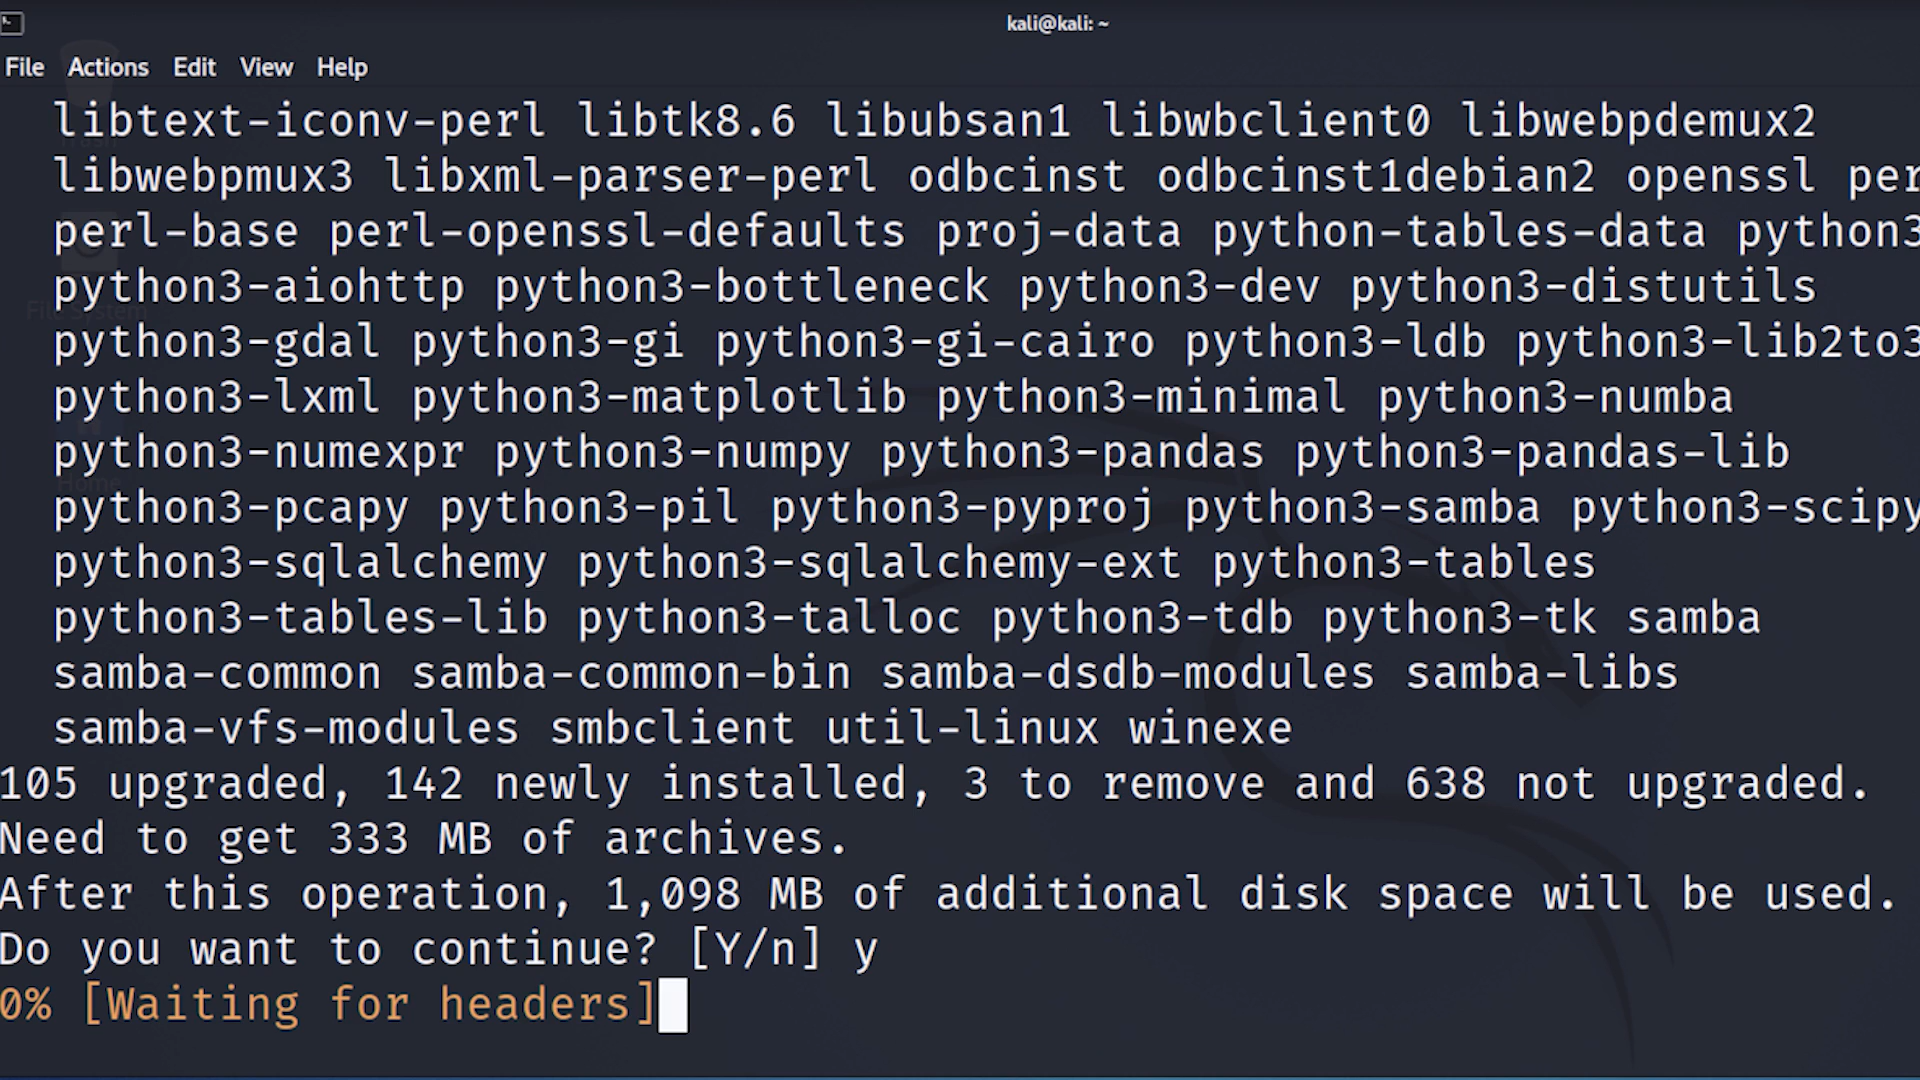 kali@kali: ~
File Actions Edit View Help
libtext-iconv-perl libtk8.6 libubsan1 libwbclient0 libwebpdemux2
libwebpmux3 libxml-parser-perl odbcinst odbcinst1debian2 openssl per
perl-base perl-openssl-defaults proj-data python-tables-data python3
python3-aiohttp python3-bottleneck python3-dev python3-distutils
File System
python3-gdal python3-gi python3-gi-cairo python3-ldb python3-lib2to3
python3-lxml python3-matplotlib python3-minimal python3-numba
python3-numexpr python3-numpy python3-pandas python3-pandas-lib
Home
python3-pcapy python3-pil python3-pyproj python3-samba python3-scipy
python3-sqlalchemy python3-sqlalchemy-ext python3-tables
python3-tables-lib python3-talloc python3-tdb python3-tk samba
samba-common samba-common-bin samba-dsdb-modules samba-libs
samba-vfs-modules smbclient util-linux winexe
105 upgraded, 142 newly installed, 3 to remove and 638 not upgraded.
Need to get 333 MB of archives.
After this operation, 1,098 MB of additional disk space will be used.
Do you want to continue? [Y/n] y
0% [Waiting for headers]